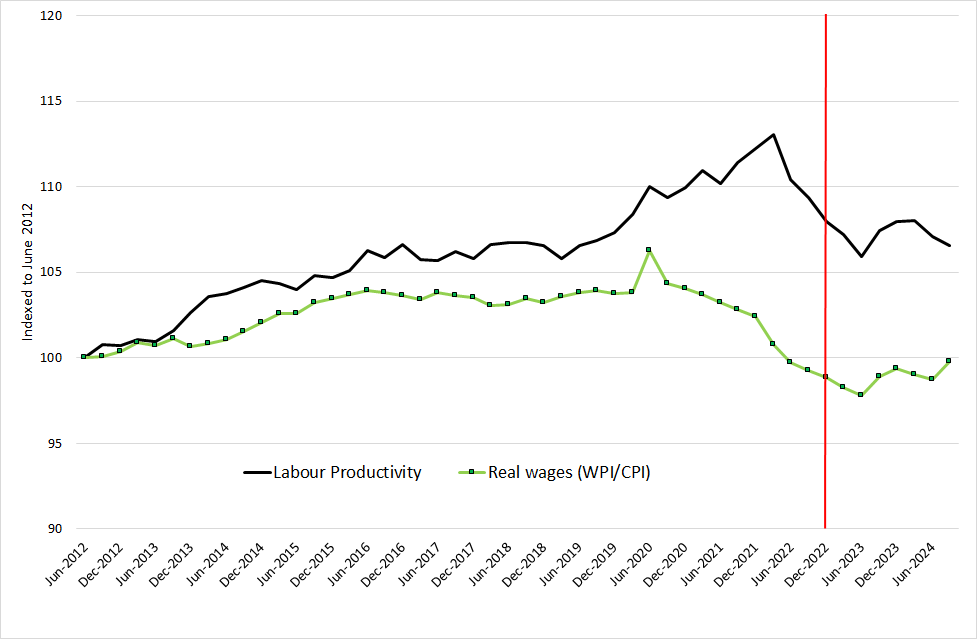 120
115
110
105
100
95
90
Indexed to June 2012
Labour Productivity
Real wages (WPI/CPI)
Jun-2012
Dec-2012
Jun-2013
Dec-2013
Jun-2014
Dec-2014
Jun-2015
Dec-2015
Jun-2016
Dec-2016
Jun-2017
Dec-2017
Jun-2018
Dec-2018
Jun-2019
Dec-2019
Jun-2020
Dec-2020
Jun-2021
Dec-2021
Jun-2022
Dec-2022
Jun-2023
Dec-2023
Jun-2024